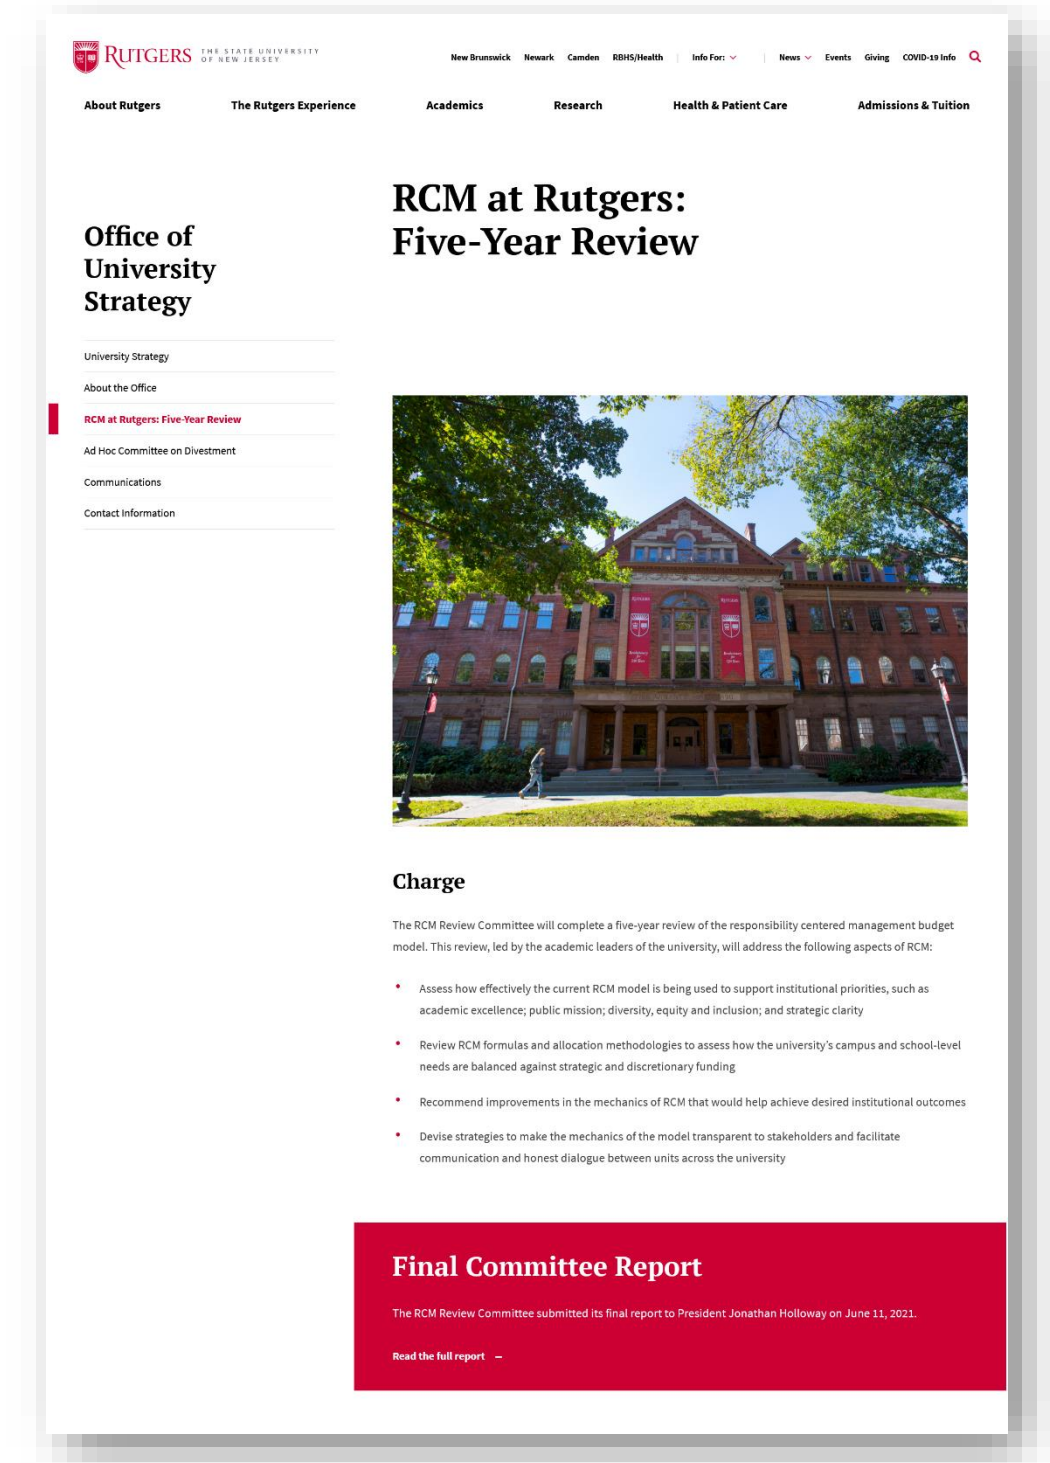 RUTGERS THE STATE UNIVERSITY
OF NEW JERSEY
New Brunswick Newark Camden RBHS/Health Info For: News Events Giving COVID-19 Info
About Rutgers The Rutgers Experience Academics Research Health & Patient Care Admissions & Tuition
Office of
University
Strategy
University Strategy
About the Office
RCM at Rutgers: Five-Year Review
Ad Hoc Committee on Divestment
Communications
Contact Information
RCM at Rutgers:
Five-Year Review
RUTGERS
RUTGERS
Charge
The RCM Review Committee will complete a five-year review of the responsibility centered management budget
model. This review, led by the academic leaders of the university, will address the following aspects of RCM:
• Assess how effectively the current RCM model is being used to support institutional priorities, such as
academic excellence; public mission; diversity, equity and inclusion; and strategic clarity
• Review RCM formulas and allocation methodologies to assess how the university's campus and school-level
needs are balanced against strategic and discretionary funding
• Recommend improvements in the mechanics of RCM that would help achieve desired institutional outcomes
• Devise strategies to make the mechanics of the model transparent to stakeholders and facilitate
communication and honest dialogue between units across the university
Final Committee Report
The RCM Review Committee submitted its final report to President Jonathan Holloway on June 11, 2021.
Read the full report –